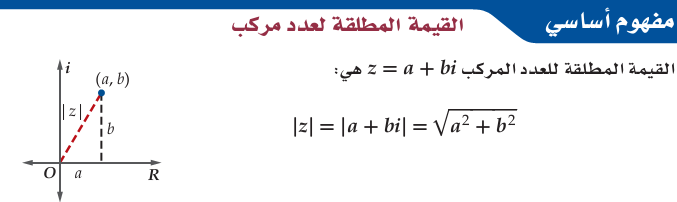 مفهوم أساسي
القيمة المطلقة لعدد مركب
القيمة المطلقة للعدد المركب z = a + bi هي:
|z| = |a + bi| = √(a² + b²)
i
(a, b)
|z|
b
O
a
R